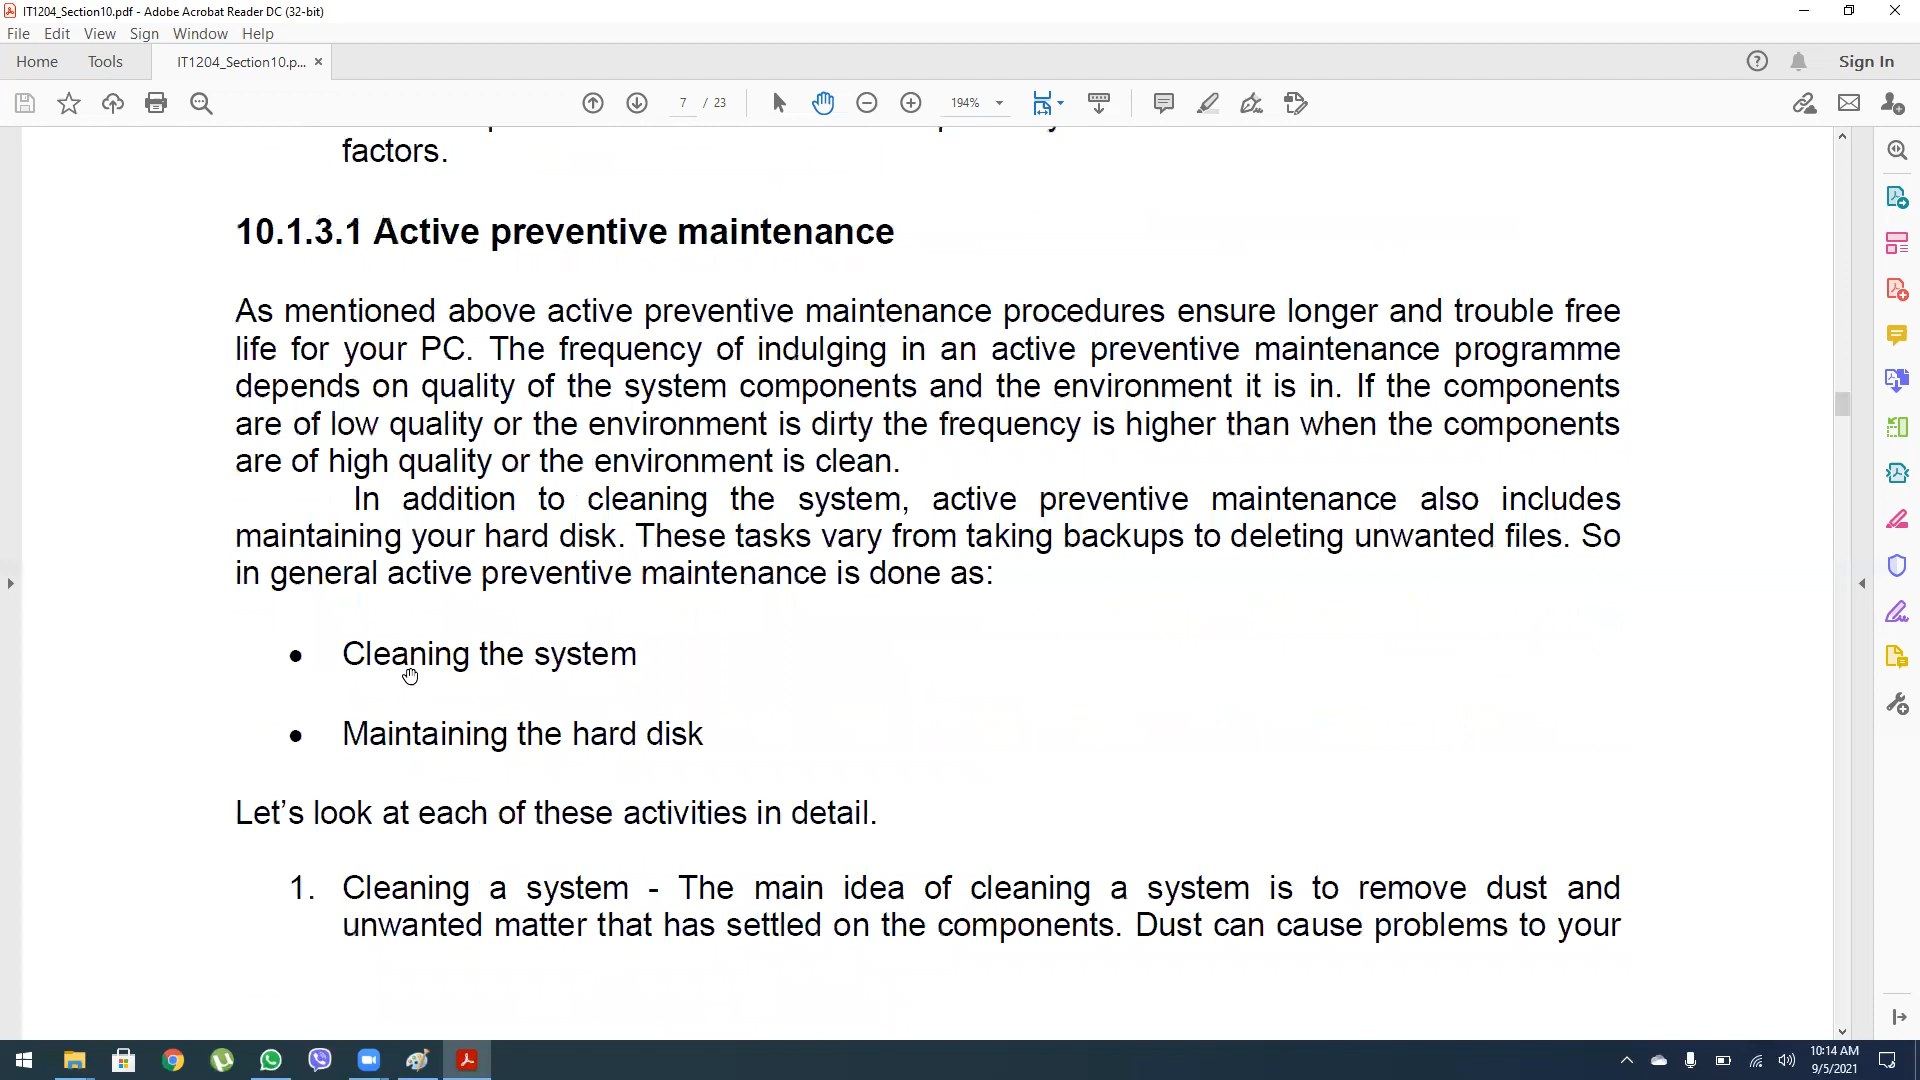 IT1204_Section10.pdf - Adobe Acrobat Reader DC (32-bit)
File Edit View Sign Window Help
Home Tools IT1204_Section10.p... × Sign In
7 / 23 194%
factors.
10.1.3.1 Active preventive maintenance
As mentioned above active preventive maintenance procedures ensure longer and trouble free
life for your PC. The frequency of indulging in an active preventive maintenance programme
depends on quality of the system components and the environment it is in. If the components
are of low quality or the environment is dirty the frequency is higher than when the components
are of high quality or the environment is clean.
In addition to cleaning the system, active preventive maintenance also includes
maintaining your hard disk. These tasks vary from taking backups to deleting unwanted files. So
in general active preventive maintenance is done as:
• Cleaning the system
• Maintaining the hard disk
Let’s look at each of these activities in detail.
1. Cleaning a system - The main idea of cleaning a system is to remove dust and
unwanted matter that has settled on the components. Dust can cause problems to your
10:14 AM
9/5/2021